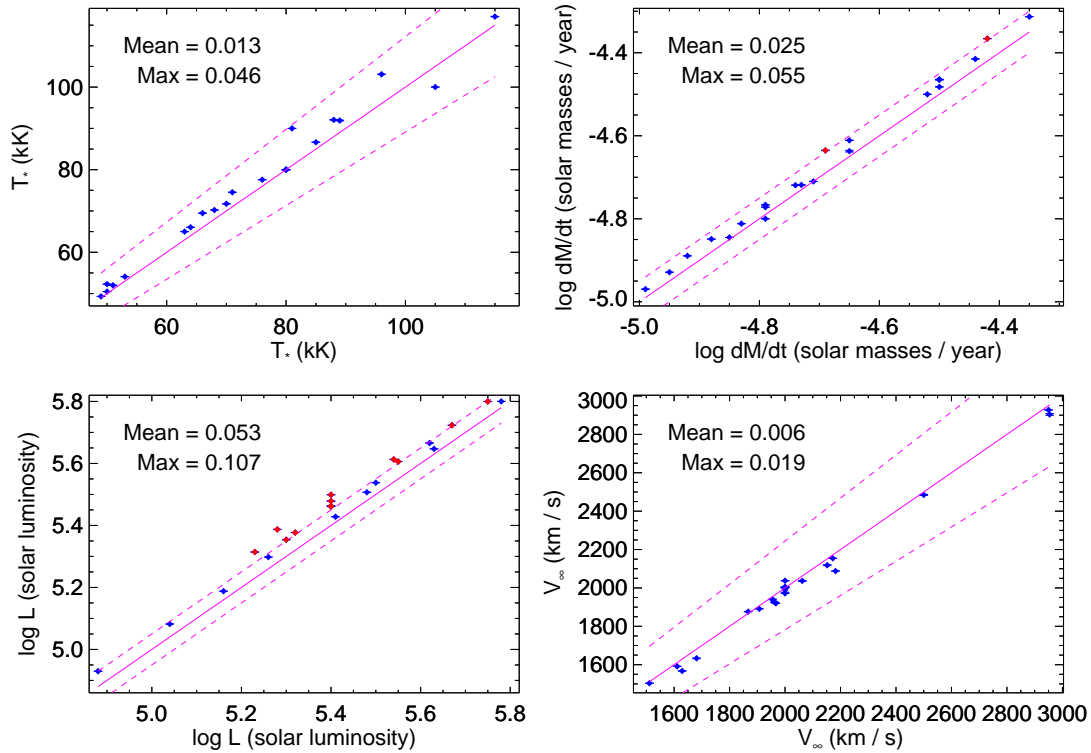 Mean = 0.013
Max = 0.046
100
80
60
T* (kK)
60
80
100
T* (kK)
Mean = 0.025
Max = 0.055
-4.4
-4.6
-4.8
-5.0
log dM/dt (solar masses / year)
-5.0
-4.8
-4.6
-4.4
log dM/dt (solar masses / year)
Mean = 0.053
Max = 0.107
5.8
5.6
5.4
5.2
5.0
log L (solar luminosity)
5.0
5.2
5.4
5.6
5.8
log L (solar luminosity)
Mean = 0.006
Max = 0.019
3000
2800
2600
2400
2200
2000
1800
1600
V∞ (km / s)
1600 1800 2000 2200 2400 2600 2800 3000
V∞ (km / s)